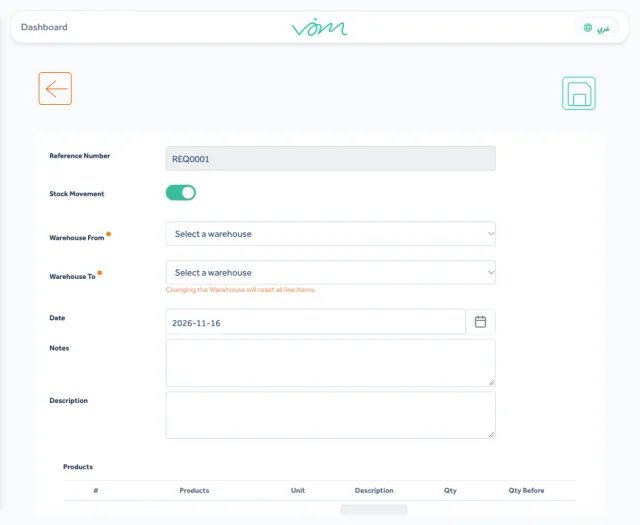 Dashboard
vom
عربي
Reference Number
REQ0001
Stock Movement
Warehouse From
Select a warehouse
Warehouse To
Select a warehouse
Changing the Warehouse will reset all line items.
Date
2026-11-16
Notes
Description
Products
# Products Unit Description Qty Qty Before